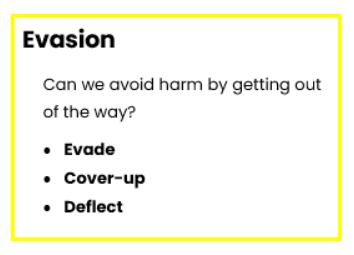 Evasion
Can we avoid harm by getting out
of the way?
• Evade
• Cover-up
• Deflect